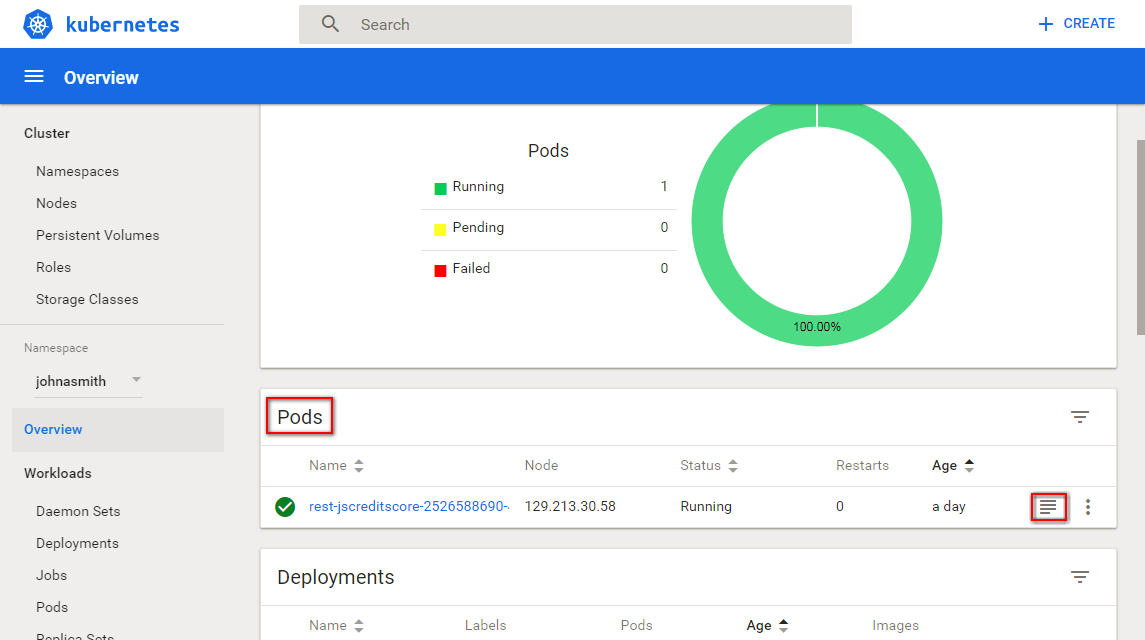 kubernetes
Search
CREATE
Overview
Cluster
Namespaces
Nodes
Persistent Volumes
Roles
Storage Classes
Namespace
johnasmith
Overview
Workloads
Daemon Sets
Deployments
Jobs
Pods
Replica Sets
Pods
Running 1
Pending 0
Failed 0
100.00%
Pods
Name Node Status Restarts Age
rest-jscreditscore-2526588690- 129.213.30.58 Running 0 a day
Deployments
Name Labels Pods Age Images